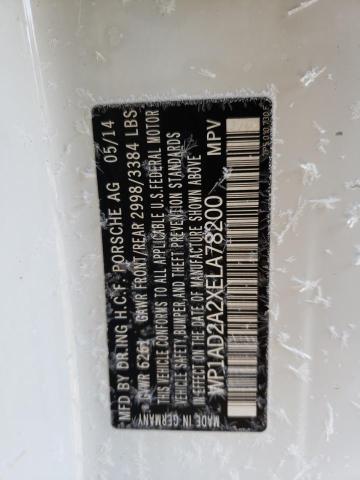 MFD BY DR.ING H.C.F. PORSCHE AG 05/14
GVWR 6261 GAWR FRONT/REAR 2998/3384 LBS
VEHICLE CONFORMS TO ALL APPLICABLE U.S. FEDERAL MOTOR
VEHICLE SAFETY,BUMPER,AND THEFT PREVENTION STANDARDS
IN EFFECT ON THE DATE OF MANUFACTURE SHOWN ABOVE
WP1AD2A2XELA78200 MPV
MADE IN GERMANY